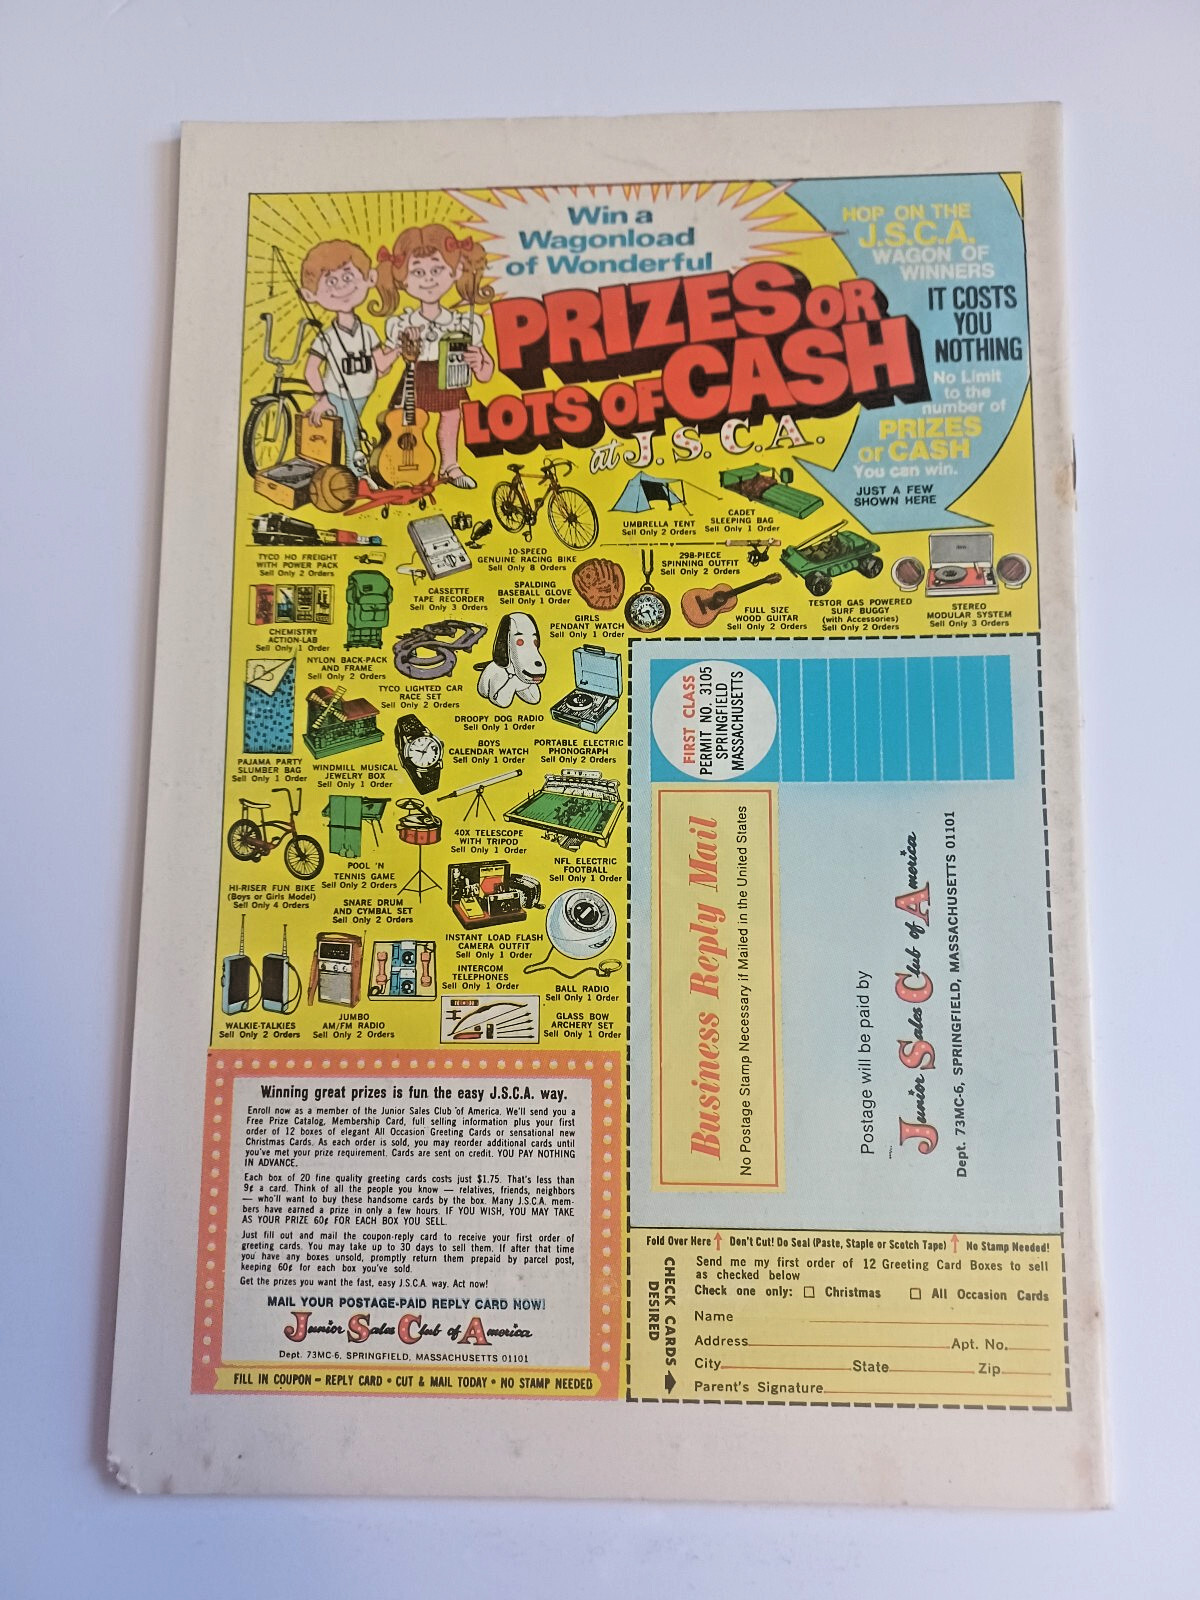 Win a
Wagonload
of Wonderful
PRIZES OR
LOTS OF CASH
at J.S.C.A.
HOP ON THE
J.S.C.A.
WAGON OF
WINNERS
IT COSTS
YOU
NOTHING
No Limit
to the
number of
PRIZES
or CASH
You can win.
JUST A FEW
SHOWN HERE
UMBRELLA TENT
Sell Only 2 Orders
CADET
SLEEPING BAG
Sell Only 1 Order
TYCO HO FREIGHT
WITH POWER PACK
Sell Only 2 Orders
CASSETTE
TAPE RECORDER
Sell Only 3 Orders
10-SPEED
GENUINE RACING BIKE
Sell Only 8 Orders
SPALDING
BASEBALL GLOVE
Sell Only 1 Order
298-PIECE
SPINNING OUTFIT
Sell Only 2 Orders
GIRLS
PENDANT WATCH
Sell Only 1 Order
FULL SIZE
WOOD GUITAR
Sell Only 2 Orders
TESTOR GAS POWERED
SURF BUGGY
(with Accessories)
Sell Only 2 Orders
STEREO
MODULAR SYSTEM
Sell Only 3 Orders
CHEMISTRY
ACTION-LAB
Sell Only 1 Order
NYLON BACK-PACK
AND FRAME
Sell Only 2 Orders
TYCO LIGHTED CAR
RACE SET
Sell Only 2 Orders
DROOPY DOG RADIO
Sell Only 1 Order
PORTABLE ELECTRIC
PHONOGRAPH
Sell Only 2 Orders
PAJAMA PARTY
SLUMBER BAG
Sell Only 1 Order
WINDMILL MUSICAL
JEWELRY BOX
Sell Only 1 Order
BOYS
CALENDAR WATCH
Sell Only 1 Order
40X TELESCOPE
WITH TRIPOD
Sell Only 1 Order
NFL ELECTRIC
FOOTBALL
Sell Only 1 Order
HI-RISER FUN BIKE
(Boys or Girls Model)
Sell Only 4 Orders
POOL 'N
TENNIS GAME
Sell Only 2 Orders
SNARE DRUM
AND CYMBAL SET
Sell Only 2 Orders
INSTANT LOAD FLASH
CAMERA OUTFIT
Sell Only 1 Order
INTERCOM
TELEPHONES
Sell Only 1 Order
BALL RADIO
Sell Only 1 Order
WALKIE-TALKIES
Sell Only 2 Orders
JUMBO
AM/FM RADIO
Sell Only 2 Orders
GLASS BOW
ARCHERY SET
Sell Only 1 Order
Winning great prizes is fun the easy J.S.C.A. way.
Enroll now as a member of the Junior Sales Club of America. We'll send you a
Free Prize Catalog, Membership Card, full selling information plus your first
order of 12 boxes of elegant All Occasion Greeting Cards or sensational new
Christmas Cards. As each order is sold, you may reorder additional cards until
you've met your prize requirement. Cards are sent on credit. YOU PAY NOTHING
IN ADVANCE.
Each box of 20 fine quality greeting cards costs just $1.75. That's less than
9¢ a card. Think of all the people you know — relatives, friends, neighbors
— who'll want to buy these handsome cards by the box. Many J.S.C.A. mem-
bers have earned a prize in only a few hours. IF YOU WISH, YOU MAY TAKE
AS YOUR PRIZE 60¢ FOR EACH BOX YOU SELL.
Just fill out and mail the coupon-reply card to receive your first order of
greeting cards. You may take up to 30 days to sell them. If after that time
you have any boxes unsold, promptly return them prepaid by parcel post,
keeping 60¢ for each box you've sold.
Get the prizes you want the fast, easy J.S.C.A. way. Act now!
MAIL YOUR POSTAGE-PAID REPLY CARD NOW!
Junior Sales Club of America
Dept. 73MC-6, SPRINGFIELD, MASSACHUSETTS 01101
FILL IN COUPON – REPLY CARD • CUT & MAIL TODAY • NO STAMP NEEDED
FIRST CLASS
PERMIT NO. 3105
SPRINGFIELD
MASSACHUSETTS
Business Reply Mail
No Postage Stamp Necessary if Mailed in the United States
Postage will be paid by
Junior Sales Club of America
Dept. 73MC-6, SPRINGFIELD, MASSACHUSETTS 01101
Fold Over Here ↑ Don't Cut! Do Seal (Paste, Staple or Scotch Tape) ↑ No Stamp Needed!
CHECK CARDS
DESIRED
Send me my first order of 12 Greeting Card Boxes to sell
as checked below
Check one only: ☐ Christmas ☐ All Occasion Cards
Name
Address Apt. No.
City State Zip
Parent's Signature